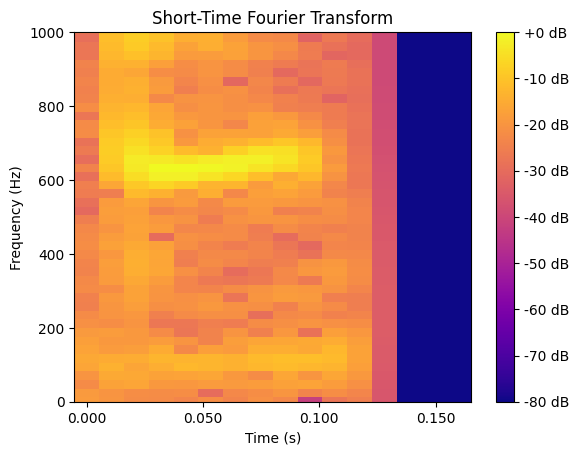 Short-Time Fourier Transform
1000
800
600
400
200
0
Frequency (Hz)
0.000
0.050
0.100
0.150
Time (s)
+0 dB
-10 dB
-20 dB
-30 dB
-40 dB
-50 dB
-60 dB
-70 dB
-80 dB